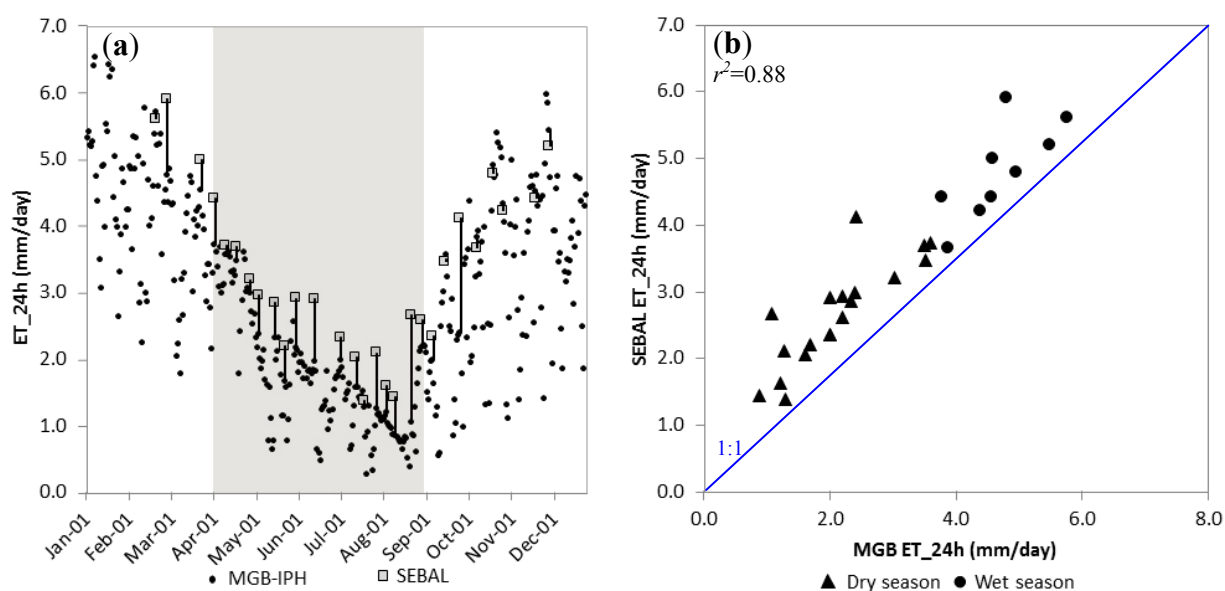 (a)
ET_24h (mm/day)
7.0
6.0
5.0
4.0
3.0
2.0
1.0
0.0
Jan-01
Feb-01
Mar-01
Apr-01
May-01
Jun-01
Jul-01
Aug-01
Sep-01
Oct-01
Nov-01
Dec-01
MGB-IPH
SEBAL
(b)
r²=0.88
SEBAL ET_24h (mm/day)
7.0
6.0
5.0
4.0
3.0
2.0
1.0
0.0
1:1
0.0 2.0 4.0 6.0 8.0
MGB ET_24h (mm/day)
Dry season
Wet season